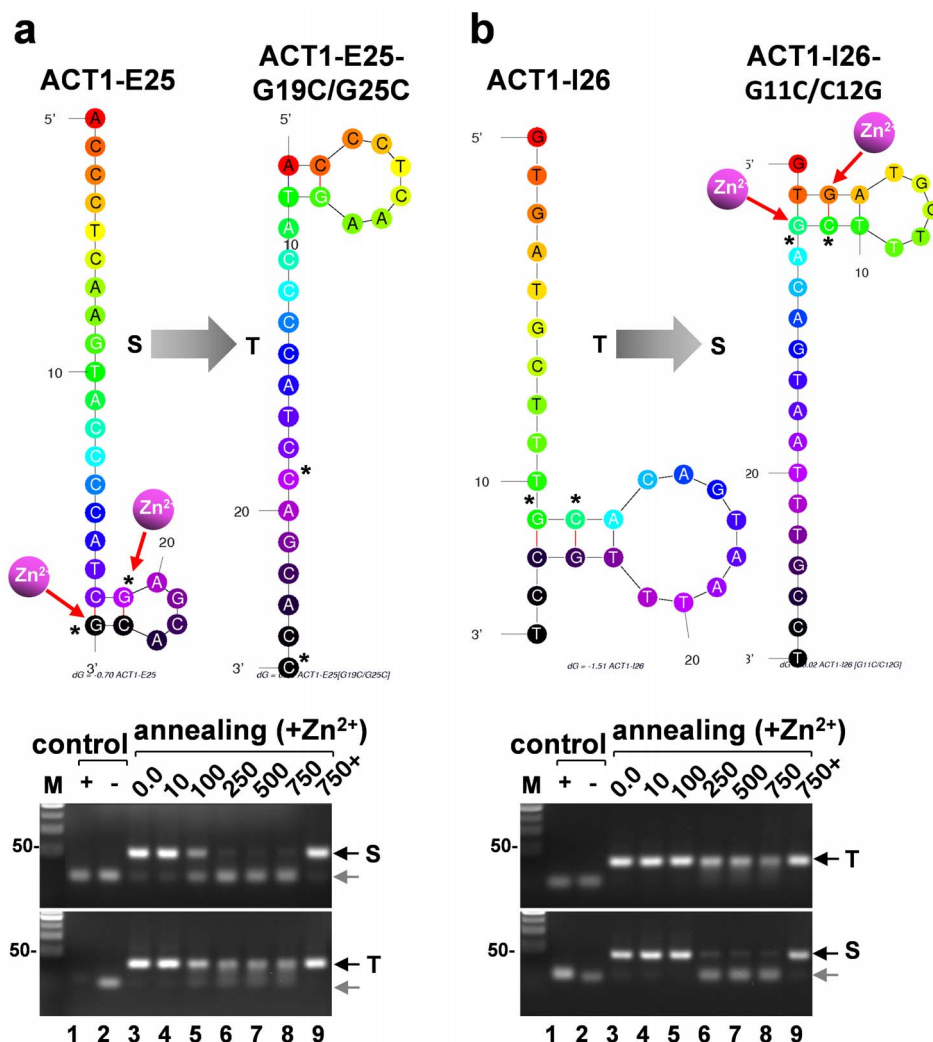 a
ACT1-E25
ACT1-E25-
G19C/G25C
5'
A
C
C
C
T
C
A
A
G
10
T
A
C
C
C
C
A
T
C
G
*
A
20
G
C
A
C
G
*
3'
Zn²⁺
Zn²⁺
dG = -0.70 ACT1-E25
S
T
5'
A
C
C
C
T
C
A
A
G
T
A
10
C
C
C
C
A
T
C
C
*
A
20
G
C
A
C
C
*
3'
dG = ACT1-E25[G19C/G25C]
b
ACT1-I26
ACT1-I26-
G11C/C12G
5'
G
T
G
A
T
G
C
T
T
T
10
*
G
*
C
A
C
A
G
T
A
A
T
20
T
T
G
C
C
T
3'
dG = -1.51 ACT1-I26
T
S
Zn²⁺
Zn²⁺
5'
G
T
G
A
T
G
T
T
T
10
C
*
G
*
A
C
A
G
T
A
A
T
20
T
T
G
C
C
T
3'
ACT1-I26 [G11C/C12G]
control
annealing (+Zn²⁺)
M + - 0.0 10 100 250 500 750 750+
50-
S
50-
T
1 2 3 4 5 6 7 8 9
control
annealing (+Zn²⁺)
M + - 0.0 10 100 250 500 750 750+
50-
T
50-
S
1 2 3 4 5 6 7 8 9